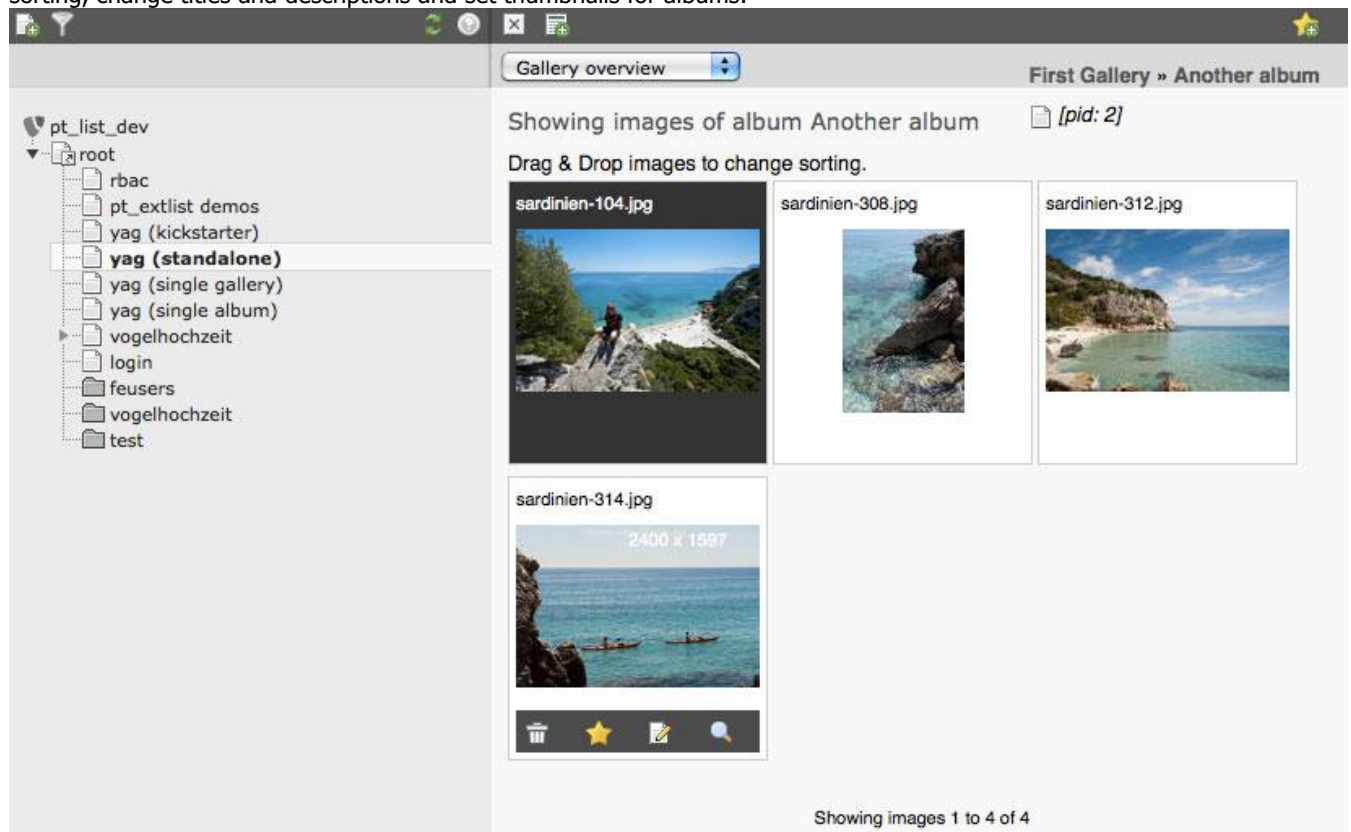 sorting, change titles and descriptions and set thumbnails for albums.
Gallery overview
First Gallery » Another album
[pid: 2]
pt_list_dev
root
rbac
pt_extlist demos
yag (kickstarter)
yag (standalone)
yag (single gallery)
yag (single album)
vogelhochzeit
login
feusers
vogelhochzeit
test
Showing images of album Another album
Drag & Drop images to change sorting.
sardinien-104.jpg
sardinien-308.jpg
sardinien-312.jpg
sardinien-314.jpg
2400 x 1597
Showing images 1 to 4 of 4